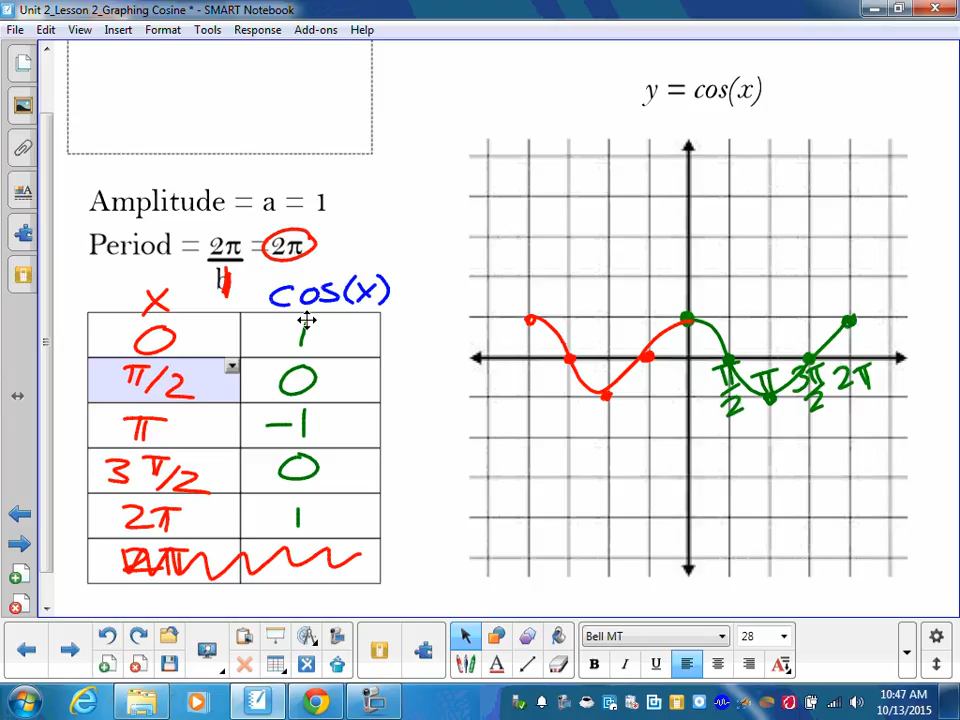 Unit 2_Lesson 2_Graphing Cosine * - SMART Notebook
File Edit View Insert Format Tools Response Add-ons Help
y = cos(x)
Amplitude = a = 1
Period = 2π = 2π
b
x cos(x)
0 1
π/2 0
π -1
3π/2 0
2π 1
2π
π/2 π 3π/2 2π
Bell MT 28
B I U
10:47 AM
10/13/2015